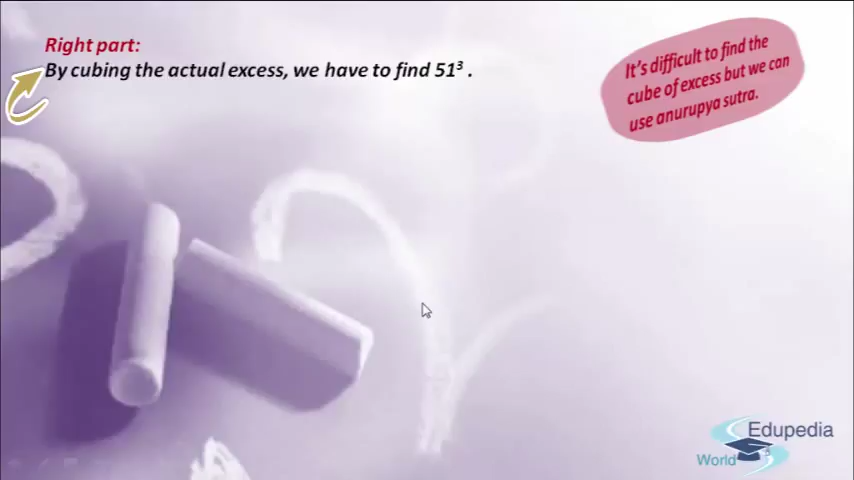 Right part:
By cubing the actual excess, we have to find 51³ .
It's difficult to find the
cube of excess but we can
use anurupya sutra.
Edupedia
World